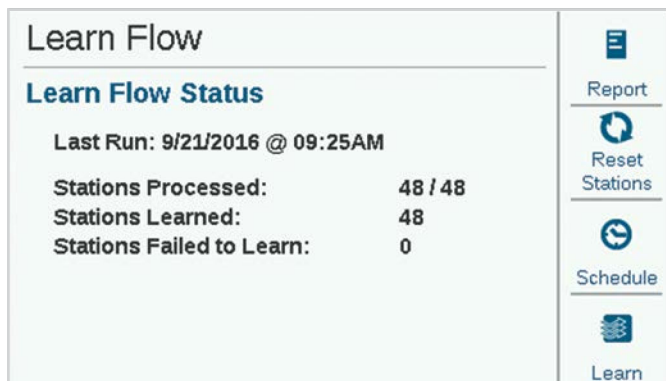 Learn Flow
Learn Flow Status
Last Run: 9/21/2016 @ 09:25AM
Stations Processed: 48 / 48
Stations Learned: 48
Stations Failed to Learn: 0
Report
Reset
Stations
Schedule
Learn